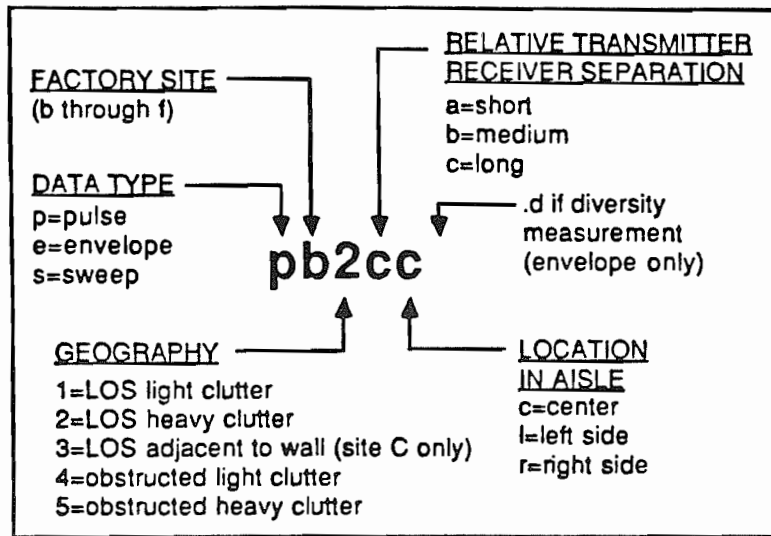 FACTORY SITE
(b through f)
DATA TYPE
p=pulse
e=envelope
s=sweep
RELATIVE TRANSMITTER
RECEIVER SEPARATION
a=short
b=medium
c=long
.d if diversity
measurement
(envelope only)
pb2cc
GEOGRAPHY
1=LOS light clutter
2=LOS heavy clutter
3=LOS adjacent to wall (site C only)
4=obstructed light clutter
5=obstructed heavy clutter
LOCATION
IN AISLE
c=center
l=left side
r=right side